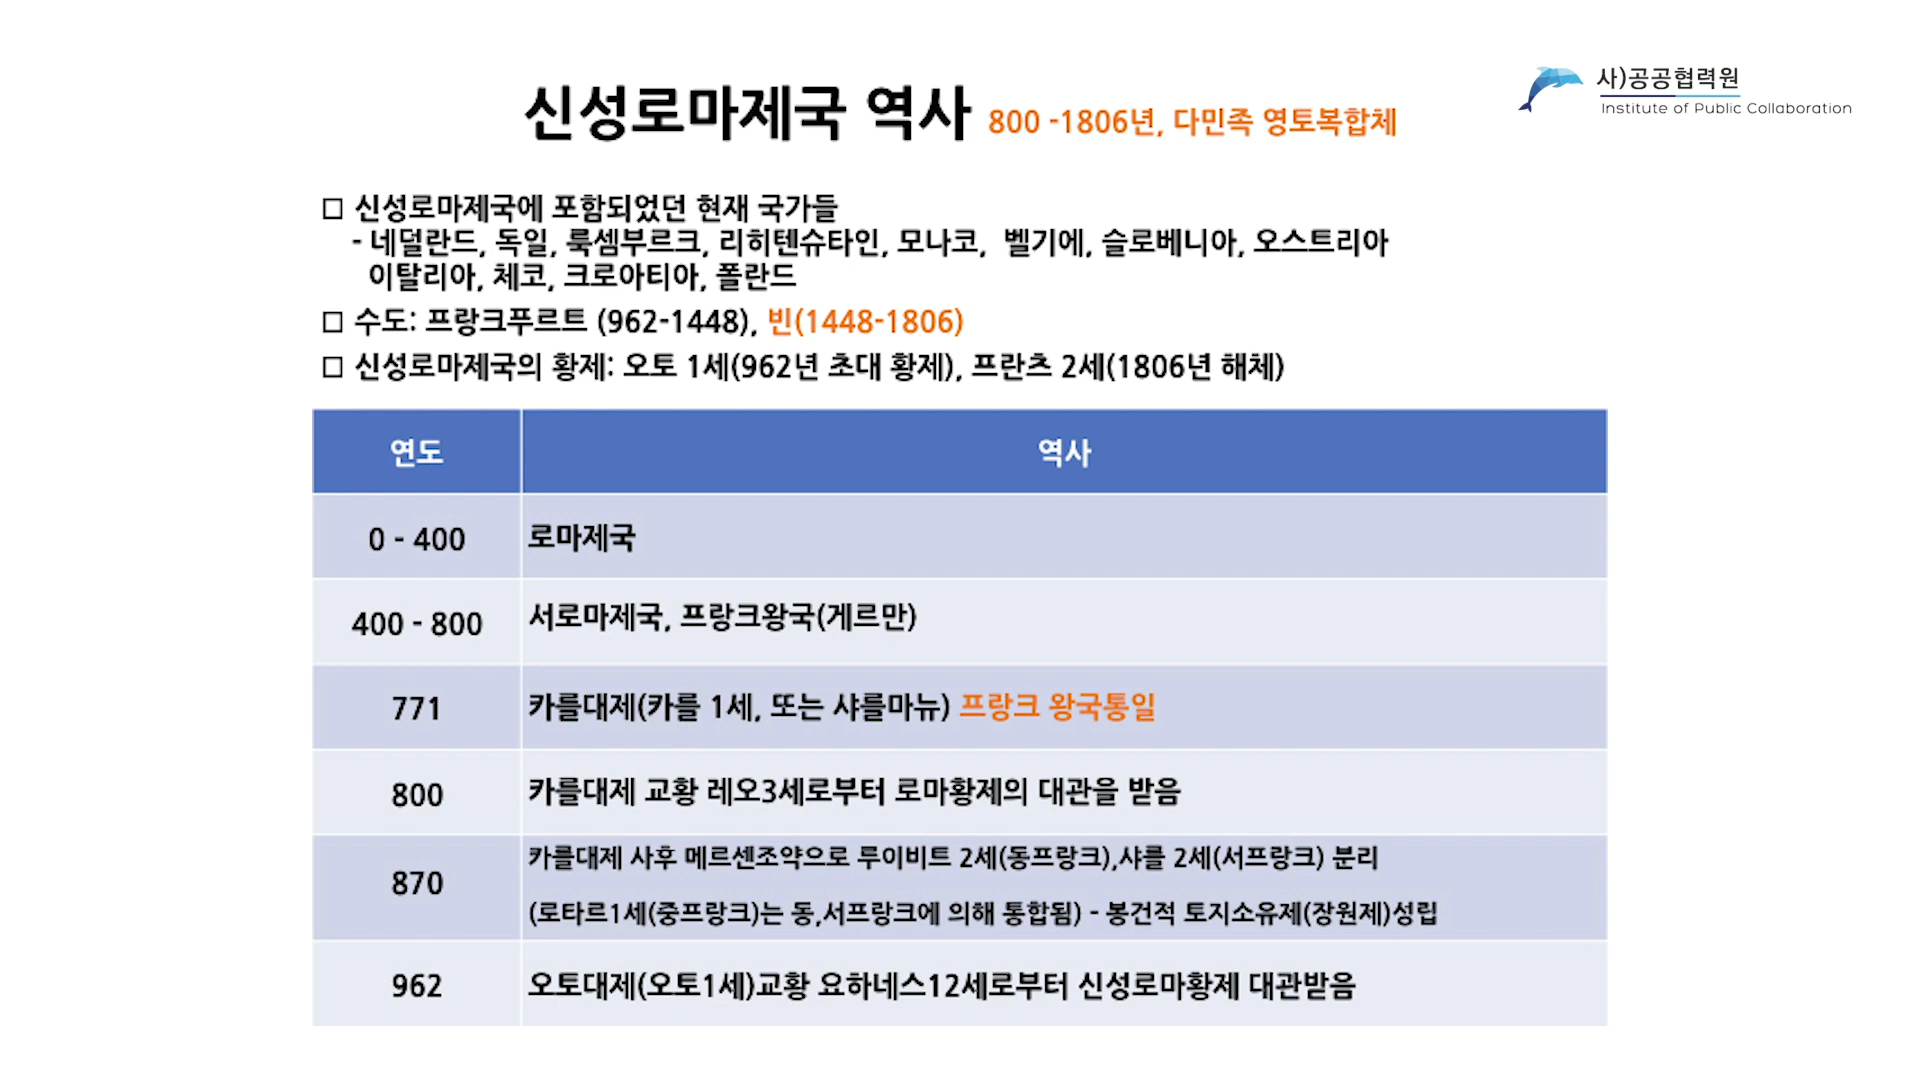 신성로마제국 역사 800 -1806년, 다민족 영토복합체
사)공공협력원
Institute of Public Collaboration
□ 신성로마제국에 포함되었던 현재 국가들
- 네덜란드, 독일, 룩셈부르크, 리히텐슈타인, 모나코, 벨기에, 슬로베니아, 오스트리아
이탈리아, 체코, 크로아티아, 폴란드
□ 수도: 프랑크푸르트 (962-1448), 빈(1448-1806)
□ 신성로마제국의 황제: 오토 1세(962년 초대 황제), 프란츠 2세(1806년 해체)
연도 역사
0 - 400 로마제국
400 - 800 서로마제국, 프랑크왕국(게르만)
771 카를대제(카를 1세, 또는 샤를마뉴) 프랑크 왕국통일
800 카를대제 교황 레오3세로부터 로마황제의 대관을 받음
870 카를대제 사후 메르센조약으로 루이비트 2세(동프랑크),샤를 2세(서프랑크) 분리
(로타르1세(중프랑크)는 동,서프랑크에 의해 통합됨) - 봉건적 토지소유제(장원제)성립
962 오토대제(오토1세)교황 요하네스12세로부터 신성로마황제 대관받음